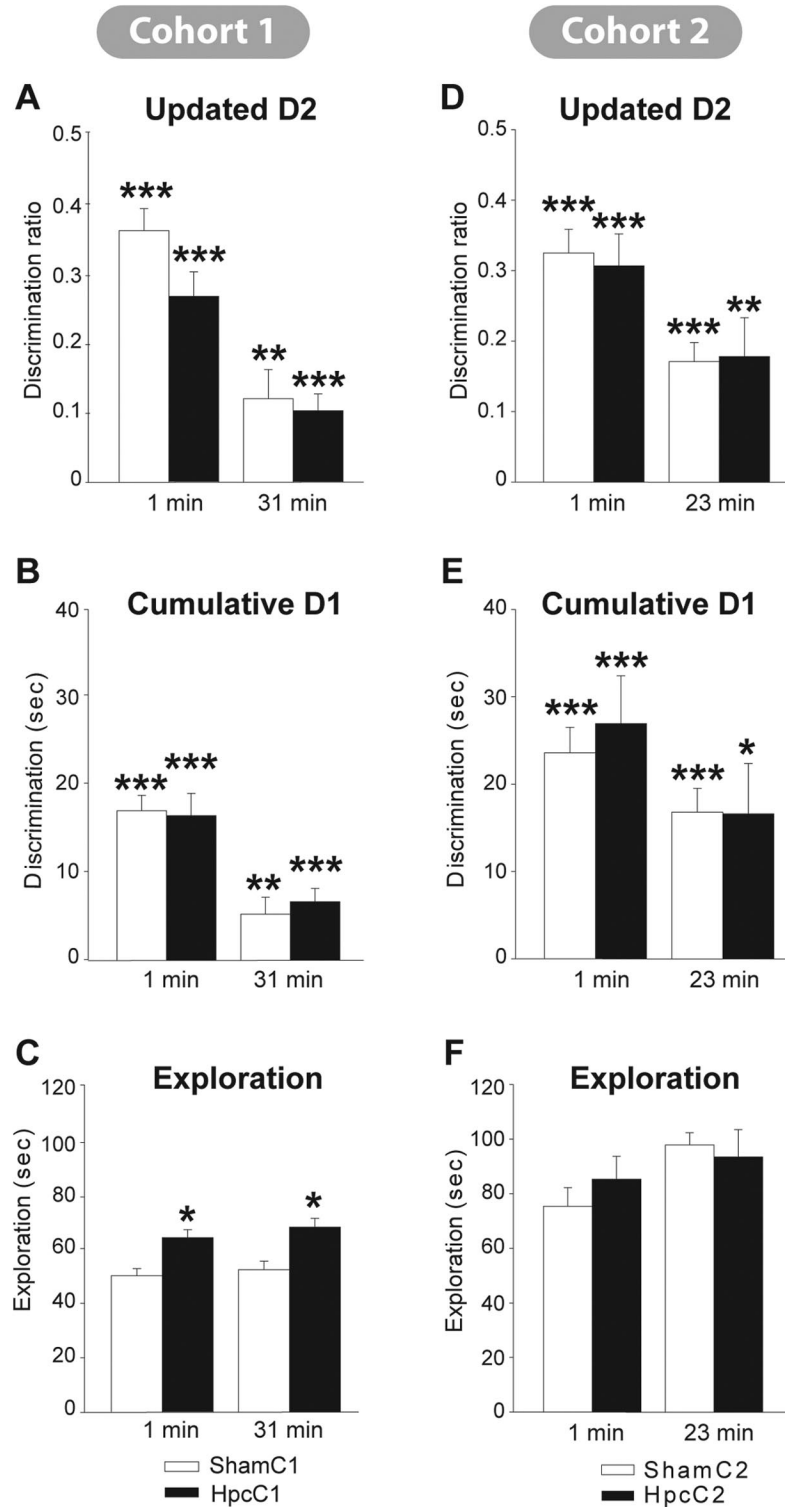 Cohort 1
Cohort 2
A
Updated D2
Discrimination ratio
0.5
0.4
0.3
0.2
0.1
0
***
***
**
***
1 min
31 min
D
Updated D2
Discrimination ratio
0.5
0.4
0.3
0.2
0.1
0
***
***
***
**
1 min
23 min
B
Cumulative D1
Discrimination (sec)
40
30
20
10
0
***
***
**
***
1 min
31 min
E
Cumulative D1
Discrimination (sec)
40
30
20
10
0
***
***
***
*
1 min
23 min
C
Exploration
Exploration (sec)
120
100
80
60
40
20
0
*
*
1 min
31 min
ShamC1
HpcC1
F
Exploration
Exploration (sec)
120
100
80
60
40
20
0
1 min
23 min
ShamC2
HpcC2